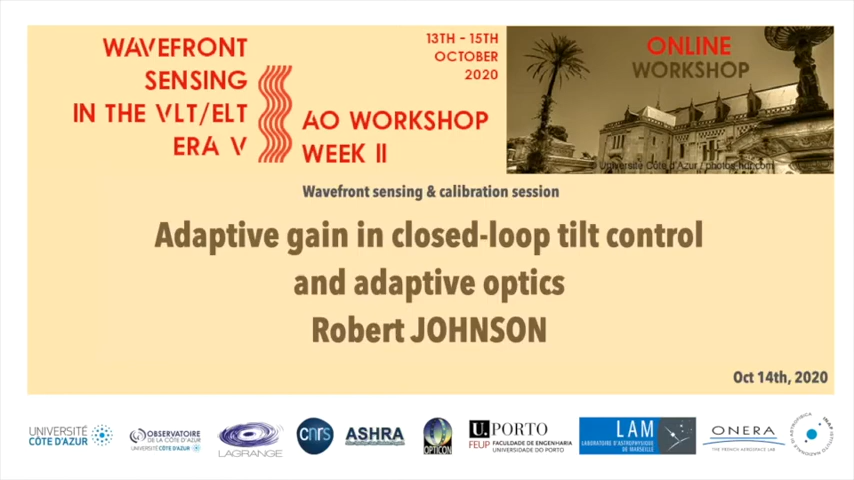 WAVEFRONT
SENSING
IN THE VLT/ELT
ERA V
13TH - 15TH
OCTOBER
2020
AO WORKSHOP
WEEK II
ONLINE
WORKSHOP
© Université Côte d'Azur / photos-hdr.com
Wavefront sensing & calibration session
Adaptive gain in closed-loop tilt control
and adaptive optics
Robert JOHNSON
Oct 14th, 2020
UNIVERSITÉ
CÔTE D'AZUR
OBSERVATOIRE
DE LA CÔTE D'AZUR
UNIVERSITÉ CÔTE D'AZUR
LAGRANGE
cnrs
ASHRA
OPTICON
U.PORTO
FEUP FACULDADE DE ENGENHARIA
UNIVERSIDADE DO PORTO
LAM
LABORATOIRE D'ASTROPHYSIQUE
DE MARSEILLE
ONERA
THE FRENCH AEROSPACE LAB